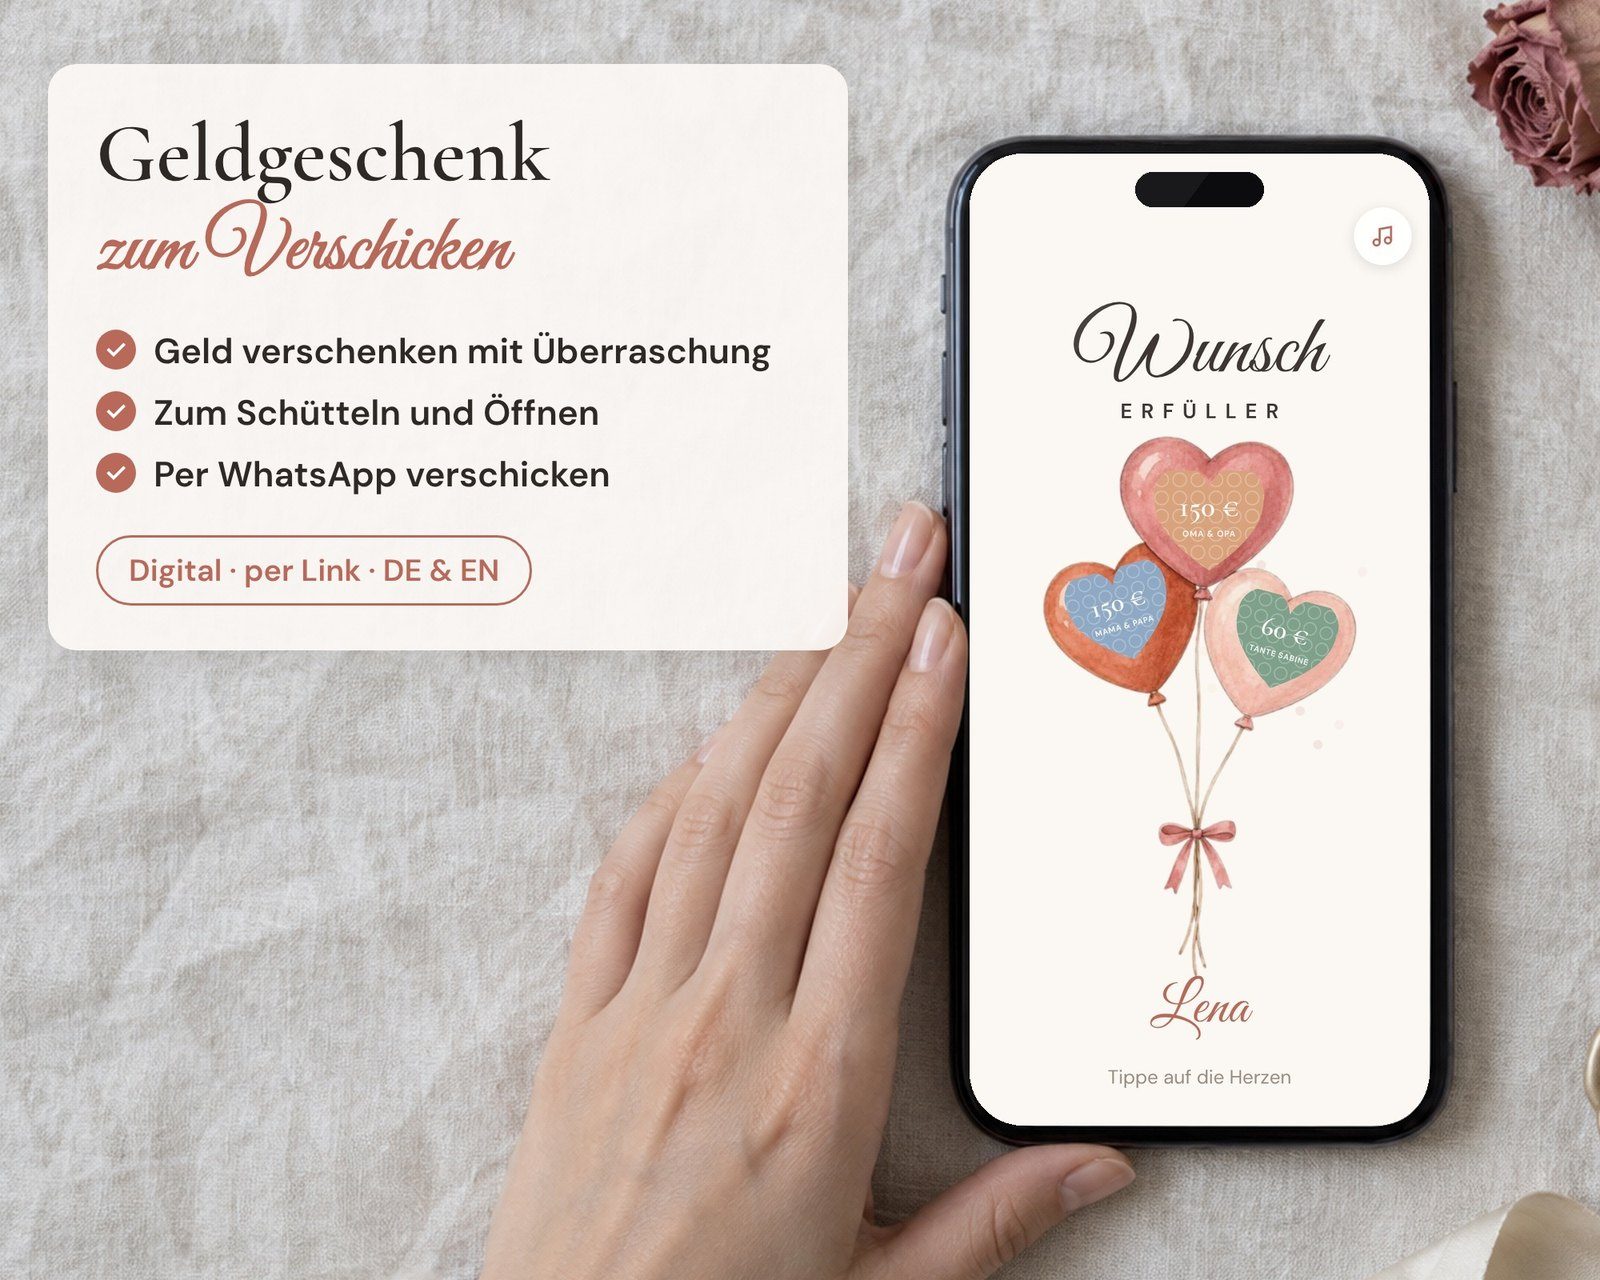 Geldgeschenk
zum Verschicken
Geld verschenken mit Überraschung
Zum Schütteln und Öffnen
Per WhatsApp verschicken
Digital · per Link · DE & EN
Wunsch
ERFÜLLER
150 €
OMA & OPA
150 €
MAMA & PAPA
60 €
TANTE SABINE
Lena
Tippe auf die Herzen